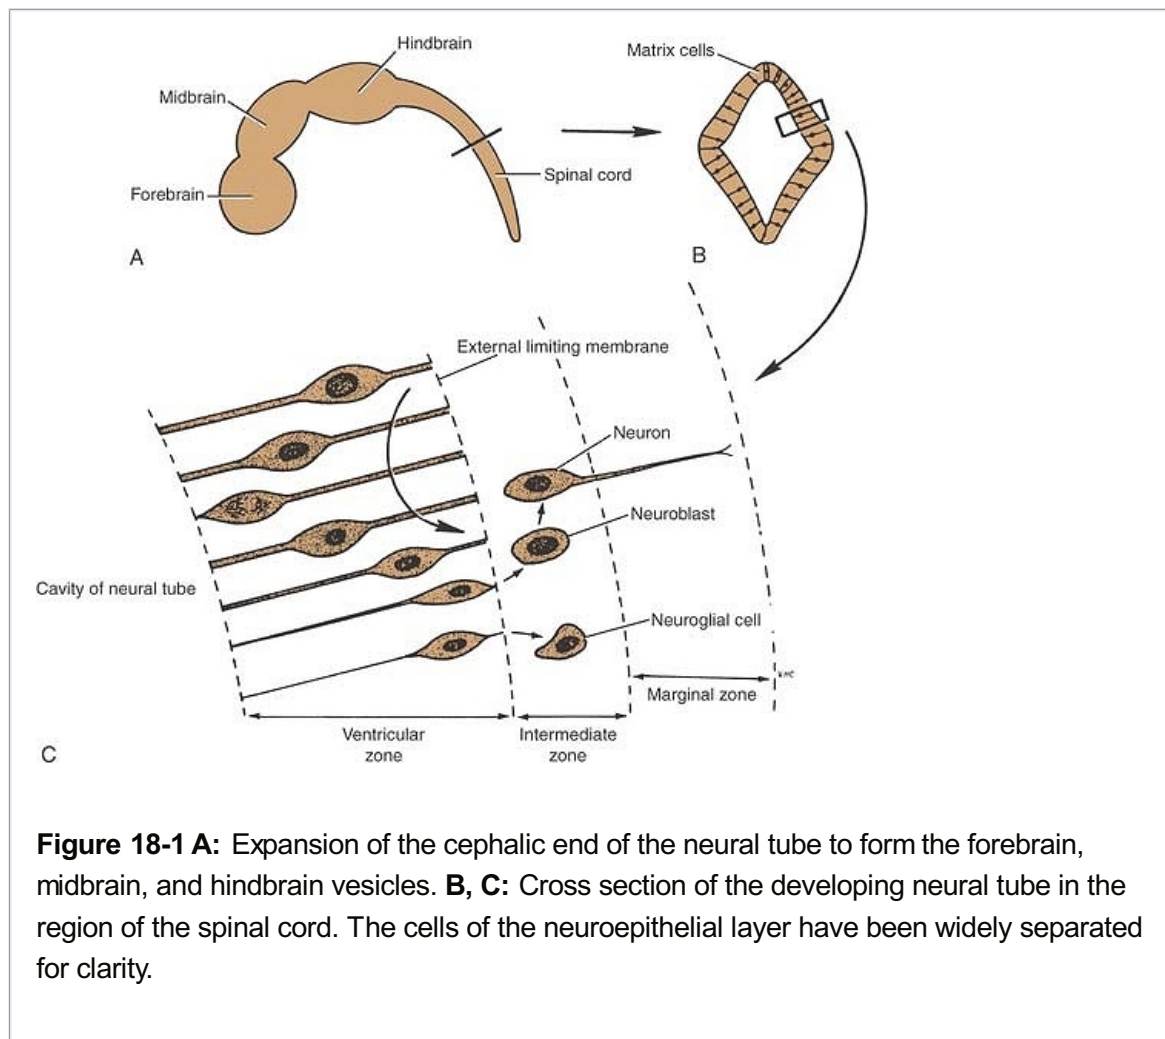 Hindbrain
Matrix cells
Midbrain
Spinal cord
Forebrain
A
B
External limiting membrane
Neuron
Neuroblast
Cavity of neural tube
Neuroglial cell
Marginal zone
Ventricular
zone
Intermediate
zone
C
Figure 18-1 A: Expansion of the cephalic end of the neural tube to form the forebrain,
midbrain, and hindbrain vesicles. B, C: Cross section of the developing neural tube in the
region of the spinal cord. The cells of the neuroepithelial layer have been widely separated
for clarity.